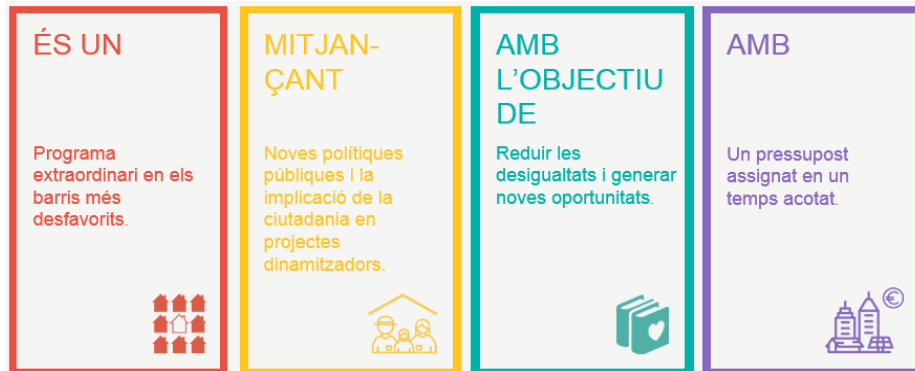 ÉS UN
Programa
extraordinari en els
barris més
desfavorits.
MITJAN-
ÇANT
Noves polítiques
públiques i la
implicació de la
ciutadania en
projectes
dinamitzadors.
AMB
L'OBJECTIU
DE
Reduir les
desigualtats i generar
noves oportunitats.
AMB
Un pressupost
assignat en un
temps acotat.
€